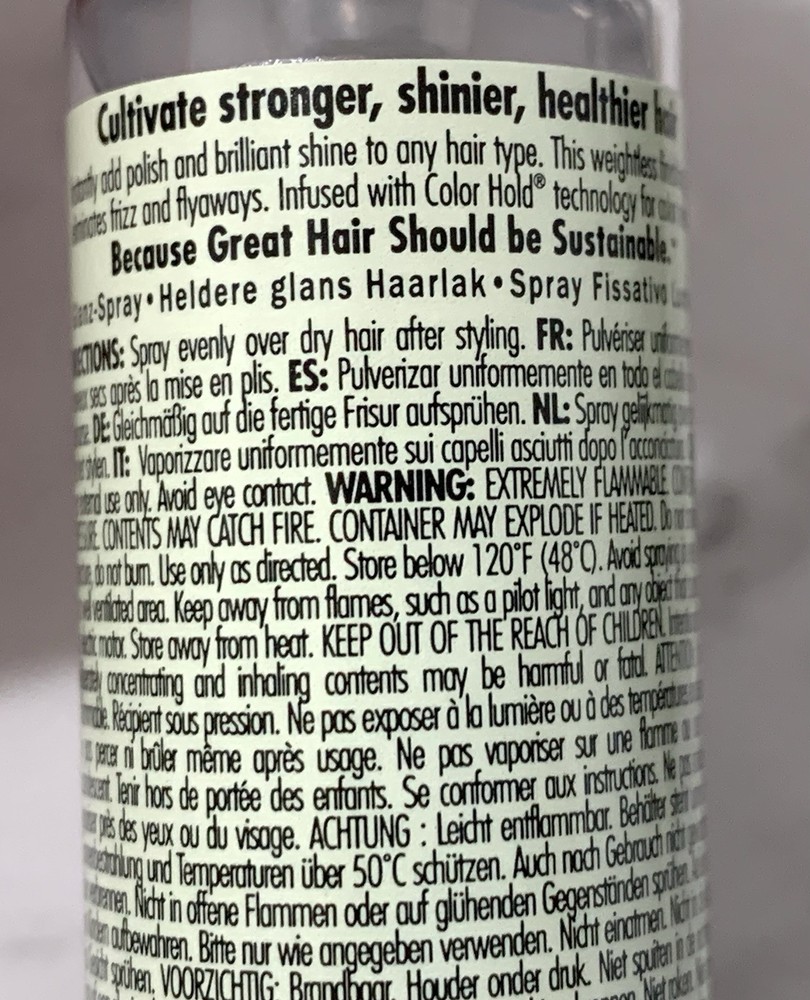 Cultivate stronger, shinier, healthier
add polish and brilliant shine to any hair type. This weightless
frizz and flyaways. Infused with Color Hold® technology for
Because Great Hair Should be Sustainable.™
Glanz-Spray • Heldere glans Haarlak • Spray Fissativo
Spray evenly over dry hair after styling. FR: Pulvériser
secs après la mise en plis. ES: Pulverizar uniformemente en todo el
DE: Gleichmäßig auf die fertige Frisur aufsprühen. NL: Spray gelijkmatig
IT: Vaporizzare uniformemente sui capelli asciutti dopo
use only. Avoid eye contact. WARNING: EXTREMELY FLAMMABLE.
CONTENTS MAY CATCH FIRE. CONTAINER MAY EXPLODE IF HEATED. Do
do not burn. Use only as directed. Store below 120°F (48°C). Avoid spraying
ventilated area. Keep away from flames, such as a pilot light, and any object
motor. Store away from heat. KEEP OUT OF THE REACH OF CHILDREN.
concentrating and inhaling contents may be harmful or fatal.
Récipient sous pression. Ne pas exposer à la lumière ou à des températures
percer ni brûler même après usage. Ne pas vaporiser sur une flamme
Tenir hors de portée des enfants. Se conformer aux instructions. Ne
près des yeux ou du visage. ACHTUNG : Leicht entflammbar. Behälter
und Temperaturen über 50°C schützen. Auch nach Gebrauch nicht
Nicht in offene Flammen oder auf glühenden Gegenständen sprühen.
aufbewahren. Bitte nur wie angegeben verwenden. Nicht einatmen.
sprühen. VOORZICHTIG: Brandbaar. Houder onder druk. Niet spuiten in